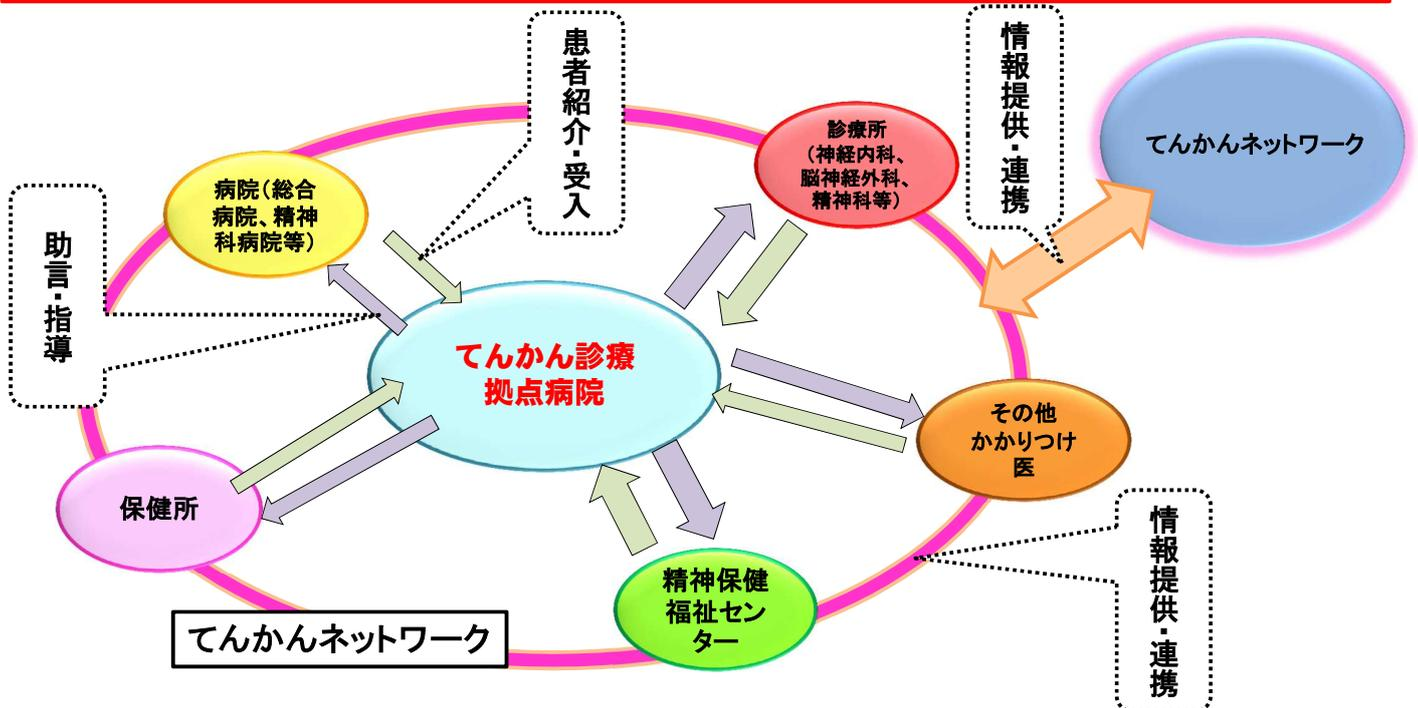 患者紹介・受入
情報提供・連携
てんかんネットワーク
診療所
（神経内科、
脳神経外科、
精神科等）
病院（総合
病院、精神
科病院等）
助言・指導
てんかん診療
拠点病院
その他
かかりつけ
医
保健所
精神保健
福祉セン
ター
てんかんネットワーク
情報提供・連携